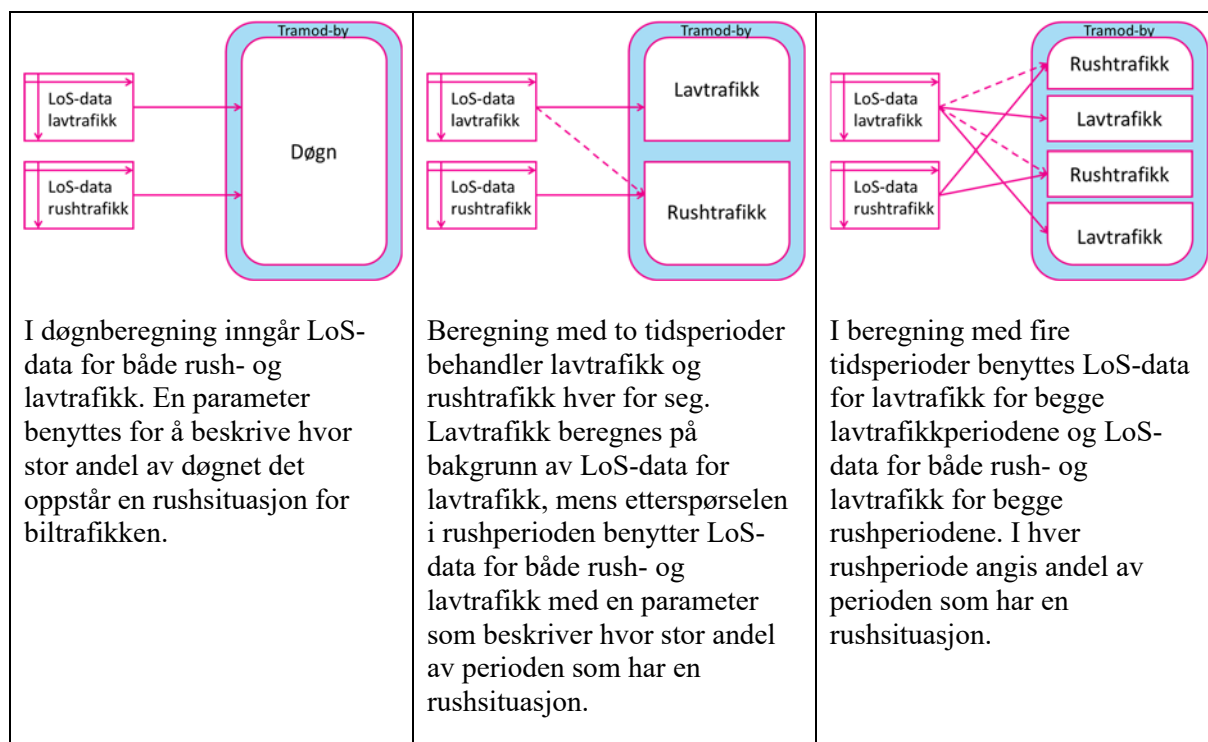 Tramod-by
LoS-data
lavtrafikk
LoS-data
rushtrafikk
Døgn
I døgnberegning inngår LoS-
data for både rush- og
lavtrafikk. En parameter
benyttes for å beskrive hvor
stor andel av døgnet det
oppstår en rushsituasjon for
biltrafikken.
Tramod-by
LoS-data
lavtrafikk
LoS-data
rushtrafikk
Lavtrafikk
Rushtrafikk
Beregning med to tidsperioder
behandler lavtrafikk og
rushtrafikk hver for seg.
Lavtrafikk beregnes på
bakgrunn av LoS-data for
lavtrafikk, mens etterspørselen
i rushperioden benytter LoS-
data for både rush- og
lavtrafikk med en parameter
som beskriver hvor stor andel
av perioden som har en
rushsituasjon.
Tramod-by
LoS-data
lavtrafikk
LoS-data
rushtrafikk
Rushtrafikk
Lavtrafikk
Rushtrafikk
Lavtrafikk
I beregning med fire
tidsperioder benyttes LoS-data
for lavtrafikk for begge
lavtrafikkperiodene og LoS-
data for både rush- og
lavtrafikk for begge
rushperiodene. I hver
rushperiode angis andel av
perioden som har en
rushsituasjon.